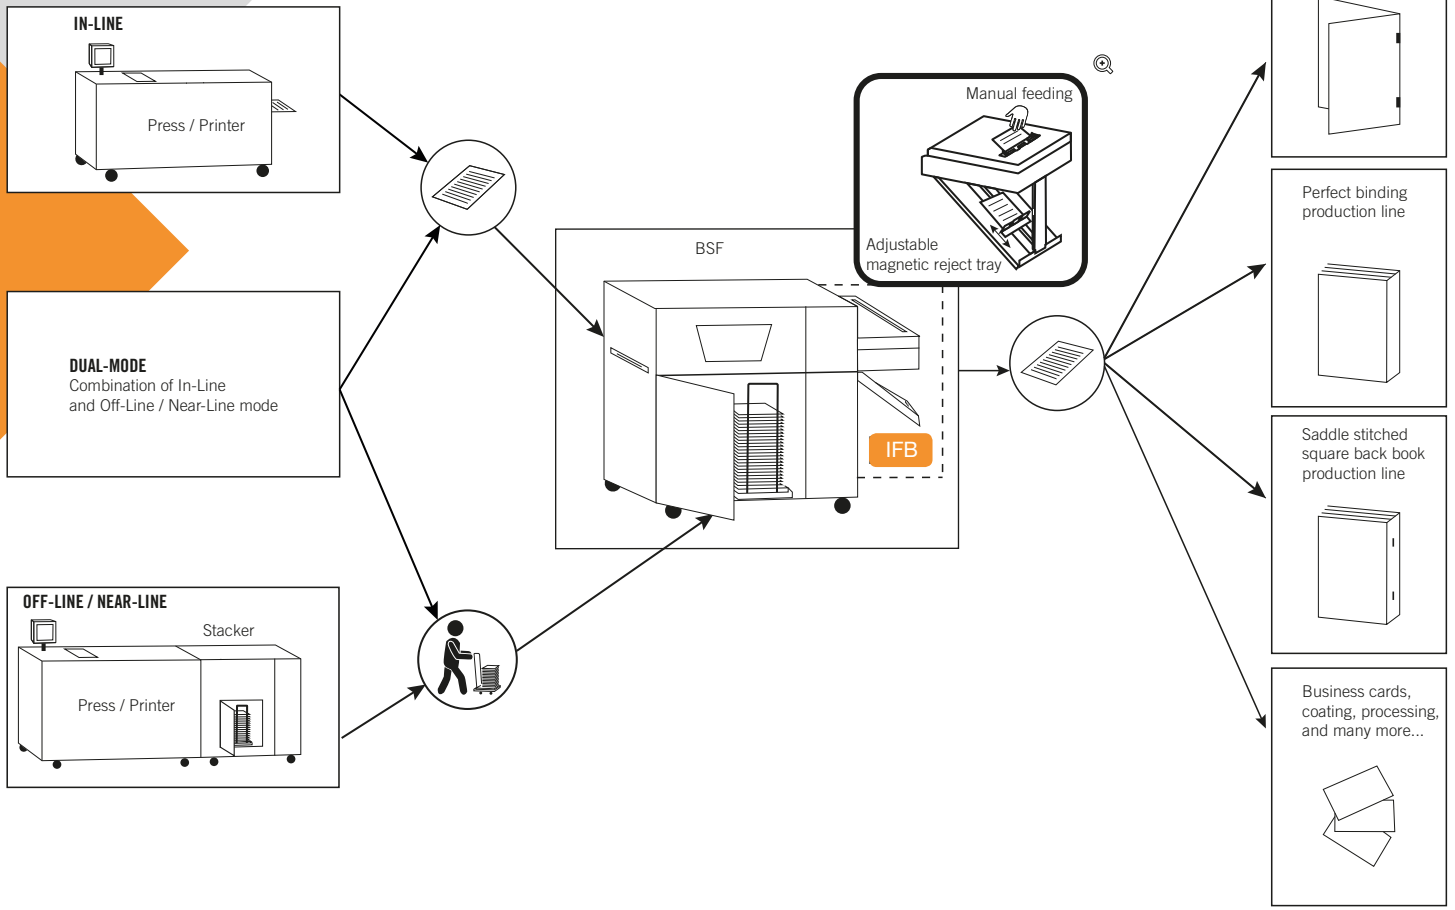 IN-LINE
Press / Printer
DUAL-MODE
Combination of In-Line
and Off-Line / Near-Line mode
OFF-LINE / NEAR-LINE
Stacker
Press / Printer
BSF
Manual feeding
Adjustable
magnetic reject tray
IFB
Perfect binding
production line
Saddle stitched
square back book
production line
Business cards,
coating, processing,
and many more...